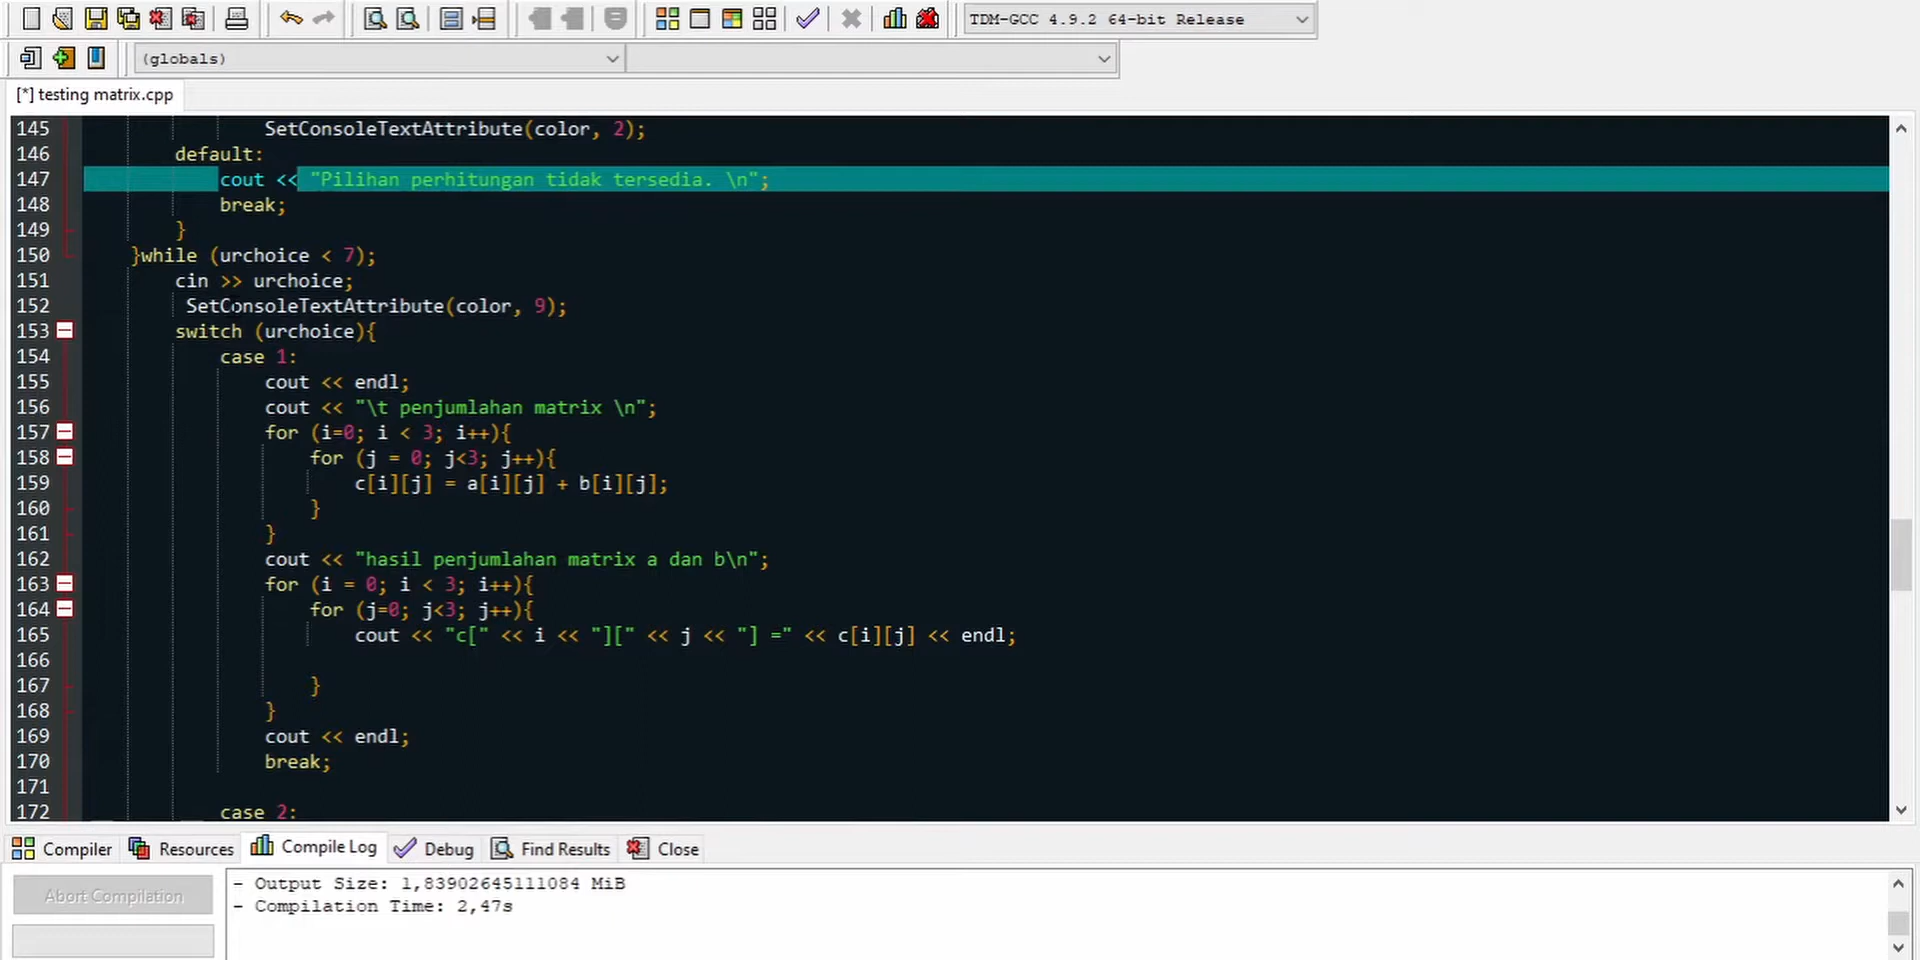 TDM-GCC 4.9.2 64-bit Release
(globals)
[*] testing matrix.cpp
145 SetConsoleTextAttribute(color, 2);
146 default:
147 cout << "Pilihan perhitungan tidak tersedia. \n";
148 break;
149 }
150 }while (urchoice < 7);
151 cin >> urchoice;
152 SetConsoleTextAttribute(color, 9);
153 switch (urchoice){
154 case 1:
155 cout << endl;
156 cout << "\t penjumlahan matrix \n";
157 for (i=0; i < 3; i++){
158 for (j = 0; j<3; j++){
159 c[i][j] = a[i][j] + b[i][j];
160 }
161 }
162 cout << "hasil penjumlahan matrix a dan b\n";
163 for (i = 0; i < 3; i++){
164 for (j=0; j<3; j++){
165 cout << "c[" << i << "][" << j << "] =" << c[i][j] << endl;
166
167 }
168 }
169 cout << endl;
170 break;
171
172 case 2:
Compiler Resources Compile Log Debug Find Results Close
Abort Compilation
- Output Size: 1,83902645111084 MiB
- Compilation Time: 2,47s